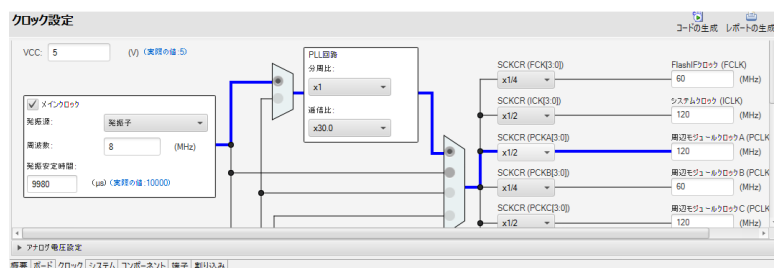 クロック設定
コードの生成 レポートの生成
VCC: 5 (V) (実際の値:5)
PLL回路
分周比:
x1
逓倍比:
x30.0
メインクロック
発振源: 発振子
周波数: 8 (MHz)
発振安定時間:
9980 (μs) (実際の値:10000)
SCKCR (FCK[3:0])
x1/4
FlashIFクロック (FCLK)
60 (MHz)
SCKCR (ICK[3:0])
x1/2
システムクロック (ICLK)
120 (MHz)
SCKCR (PCKA[3:0])
x1/2
周辺モジュールクロックA (PCLK
120 (MHz)
SCKCR (PCKB[3:0])
x1/4
周辺モジュールクロックB (PCLK
60 (MHz)
SCKCR (PCKC[3:0])
x1/2
周辺モジュールクロックC (PCLK
120 (MHz)
アナログ電圧設定
概要 ボード クロック システム コンポーネント 端子 割り込み